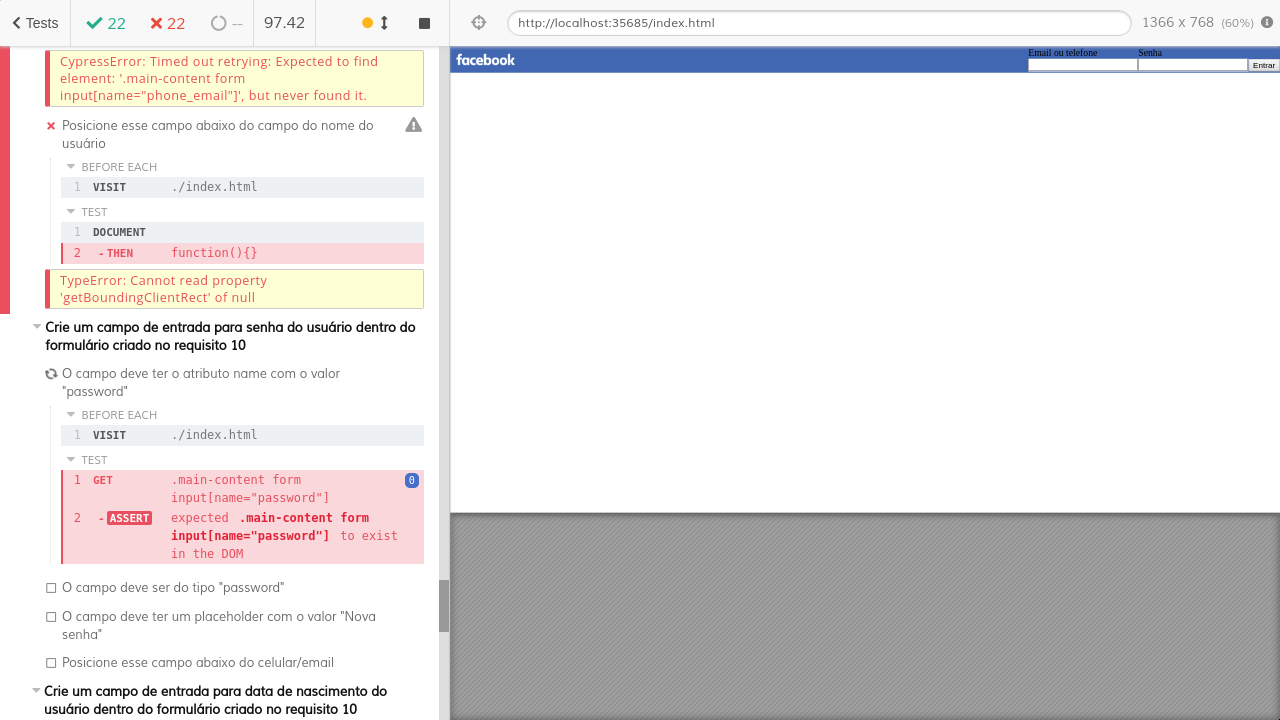 Tests
22
22
--
97.42
http://localhost:35685/index.html
1366 x 768 (60%)
CypressError: Timed out retrying: Expected to find
element: '.main-content form
input[name="phone_email"]', but never found it.
Posicione esse campo abaixo do campo do nome do
usuário
BEFORE EACH
1 VISIT ./index.html
TEST
1 DOCUMENT
2 - THEN function(){}
TypeError: Cannot read property
'getBoundingClientRect' of null
Crie um campo de entrada para senha do usuário dentro do
formulário criado no requisito 10
O campo deve ter o atributo name com o valor
"password"
BEFORE EACH
1 VISIT ./index.html
TEST
1 GET .main-content form 0
input[name="password"]
2 - ASSERT expected .main-content form
input[name="password"] to exist
in the DOM
O campo deve ser do tipo "password"
O campo deve ter um placeholder com o valor "Nova
senha"
Posicione esse campo abaixo do celular/email
Crie um campo de entrada para data de nascimento do
usuário dentro do formulário criado no requisito 10
facebook
Email ou telefone
Senha
Entrar